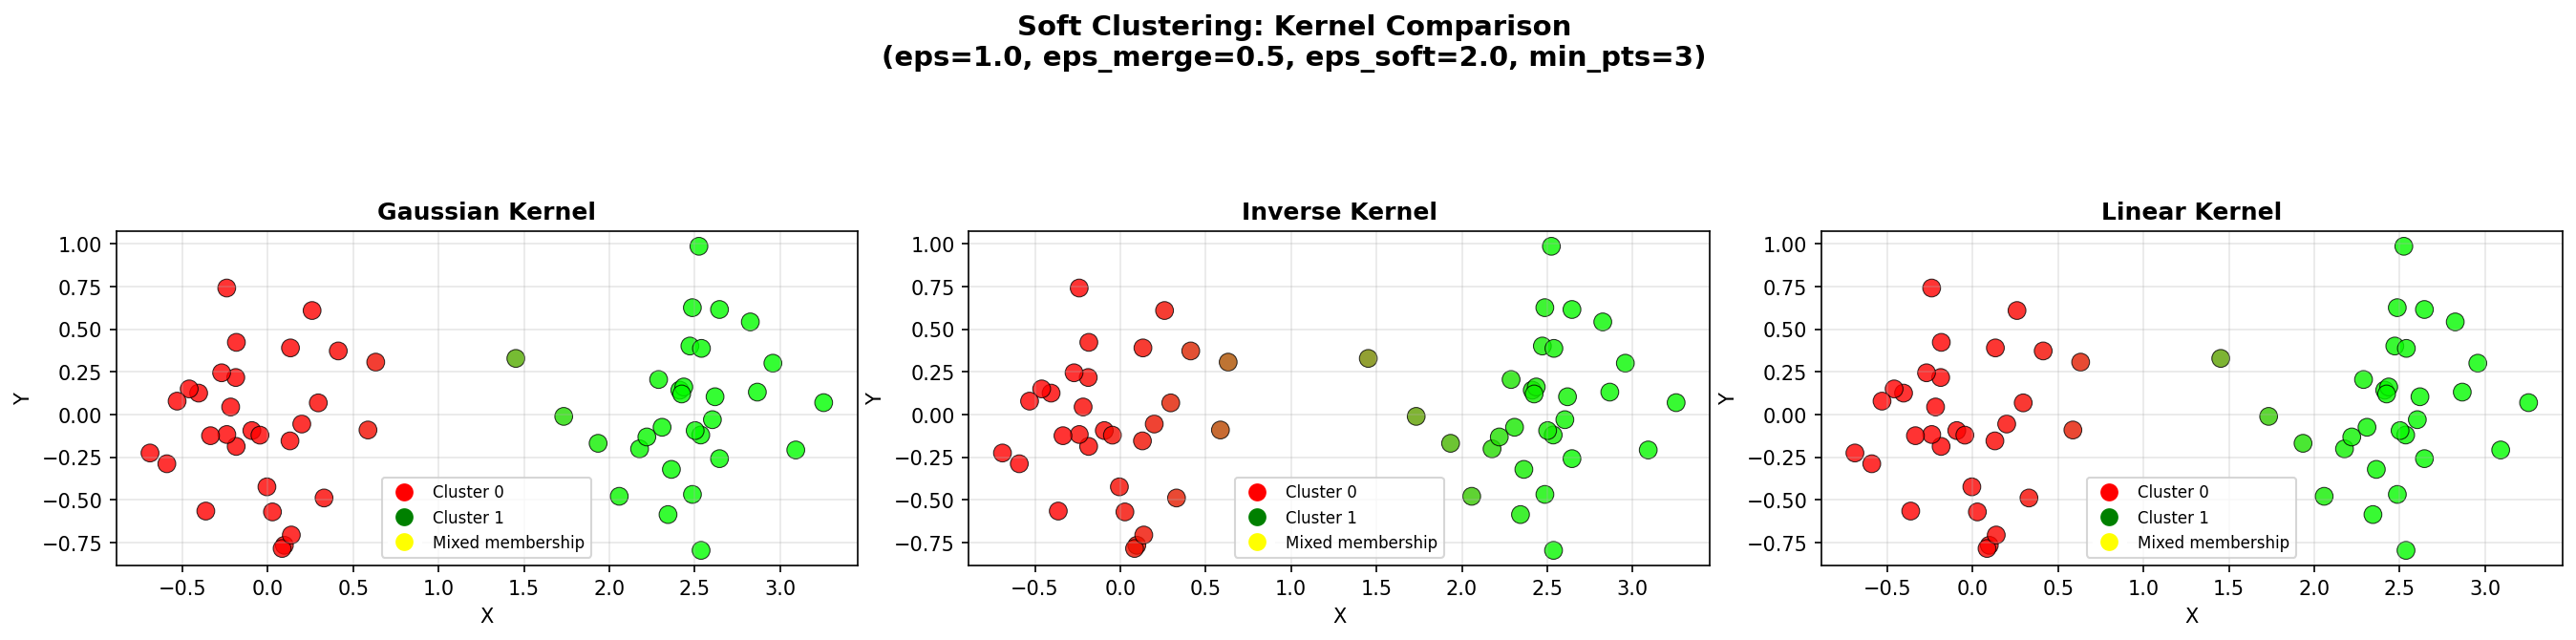 Soft Clustering: Kernel Comparison
(eps=1.0, eps_merge=0.5, eps_soft=2.0, min_pts=3)
Gaussian Kernel
1.00
0.75
0.50
0.25
0.00
−0.25
−0.50
−0.75
Y
Cluster 0
Cluster 1
Mixed membership
−0.5 0.0 0.5 1.0 1.5 2.0 2.5 3.0
X
Inverse Kernel
1.00
0.75
0.50
0.25
0.00
−0.25
−0.50
−0.75
Y
Cluster 0
Cluster 1
Mixed membership
−0.5 0.0 0.5 1.0 1.5 2.0 2.5 3.0
X
Linear Kernel
1.00
0.75
0.50
0.25
0.00
−0.25
−0.50
−0.75
Y
Cluster 0
Cluster 1
Mixed membership
−0.5 0.0 0.5 1.0 1.5 2.0 2.5 3.0
X